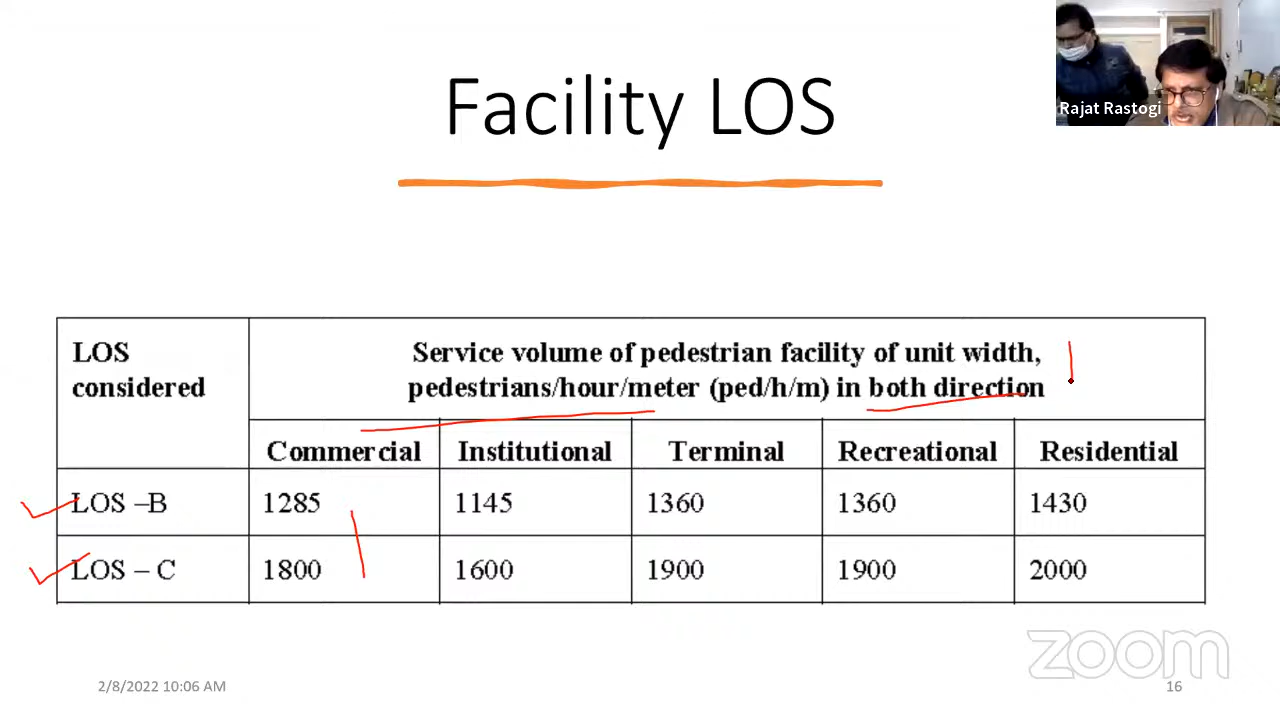 Facility LOS
Rajat Rastogi
LOS considered
Service volume of pedestrian facility of unit width,
pedestrians/hour/meter (ped/h/m) in both direction
Commercial Institutional Terminal Recreational Residential
LOS –B 1285 1145 1360 1360 1430
LOS – C 1800 1600 1900 1900 2000
zoom
2/8/2022 10:06 AM 16